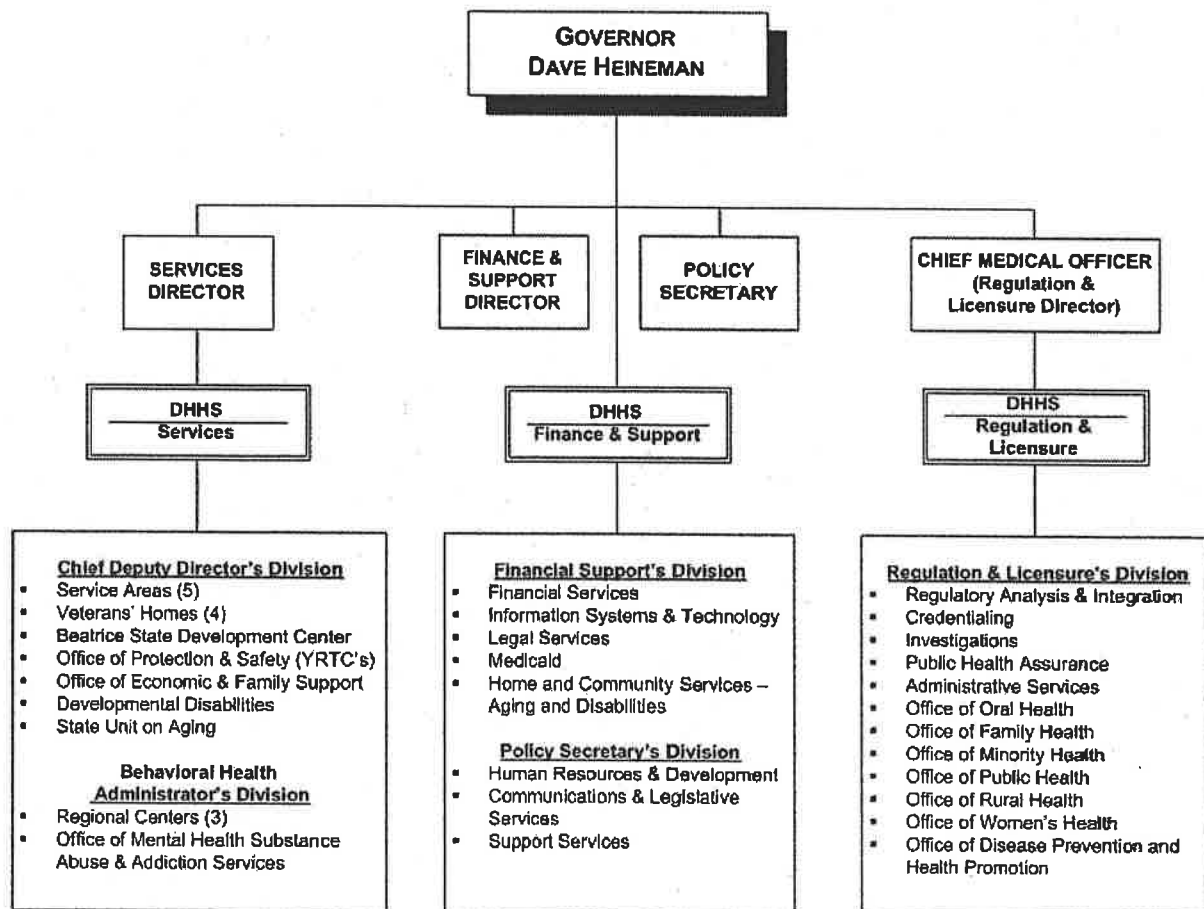 GOVERNOR
DAVE HEINEMAN
SERVICES
DIRECTOR
FINANCE &
SUPPORT
DIRECTOR
POLICY
SECRETARY
CHIEF MEDICAL OFFICER
(Regulation &
Licensure Director)
DHHS
Services
DHHS
Finance & Support
DHHS
Regulation &
Licensure
Chief Deputy Director's Division
▪ Service Areas (5)
▪ Veterans' Homes (4)
▪ Beatrice State Development Center
▪ Office of Protection & Safety (YRTC's)
▪ Office of Economic & Family Support
▪ Developmental Disabilities
▪ State Unit on Aging
Behavioral Health
Administrator's Division
▪ Regional Centers (3)
▪ Office of Mental Health Substance
Abuse & Addiction Services
Financial Support's Division
▪ Financial Services
▪ Information Systems & Technology
▪ Legal Services
▪ Medicaid
▪ Home and Community Services –
Aging and Disabilities
Policy Secretary's Division
▪ Human Resources & Development
▪ Communications & Legislative
Services
▪ Support Services
Regulation & Licensure's Division
▪ Regulatory Analysis & Integration
▪ Credentialing
▪ Investigations
▪ Public Health Assurance
▪ Administrative Services
▪ Office of Oral Health
▪ Office of Family Health
▪ Office of Minority Health
▪ Office of Public Health
▪ Office of Rural Health
▪ Office of Women's Health
▪ Office of Disease Prevention and
Health Promotion